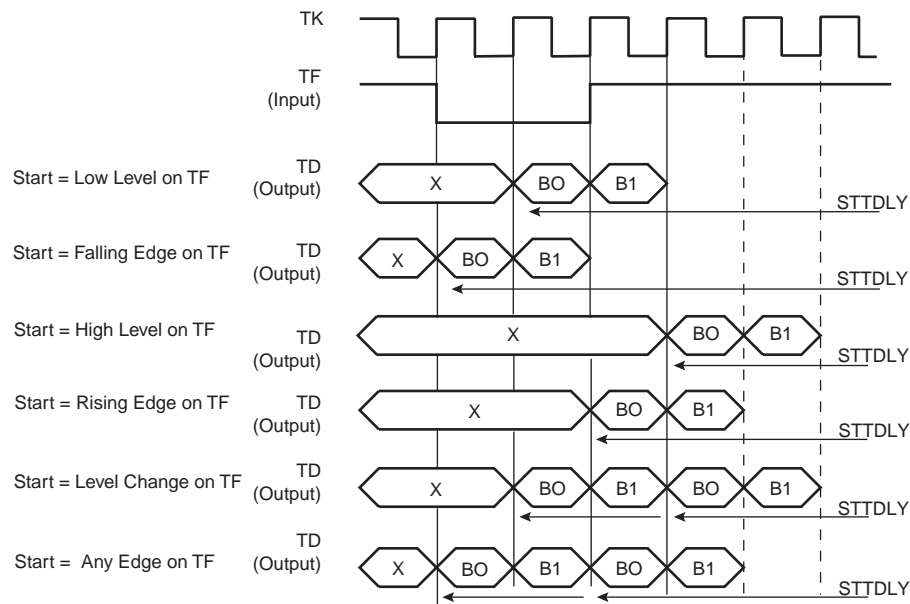 TK
TF
(Input)
Start = Low Level on TF
TD
(Output)
X
BO
B1
STTDLY
Start = Falling Edge on TF
TD
(Output)
X
BO
B1
STTDLY
Start = High Level on TF
TD
(Output)
X
BO
B1
STTDLY
Start = Rising Edge on TF
TD
(Output)
X
BO
B1
STTDLY
Start = Level Change on TF
TD
(Output)
X
BO
B1
BO
B1
STTDLY
Start = Any Edge on TF
TD
(Output)
X
BO
B1
BO
B1
STTDLY